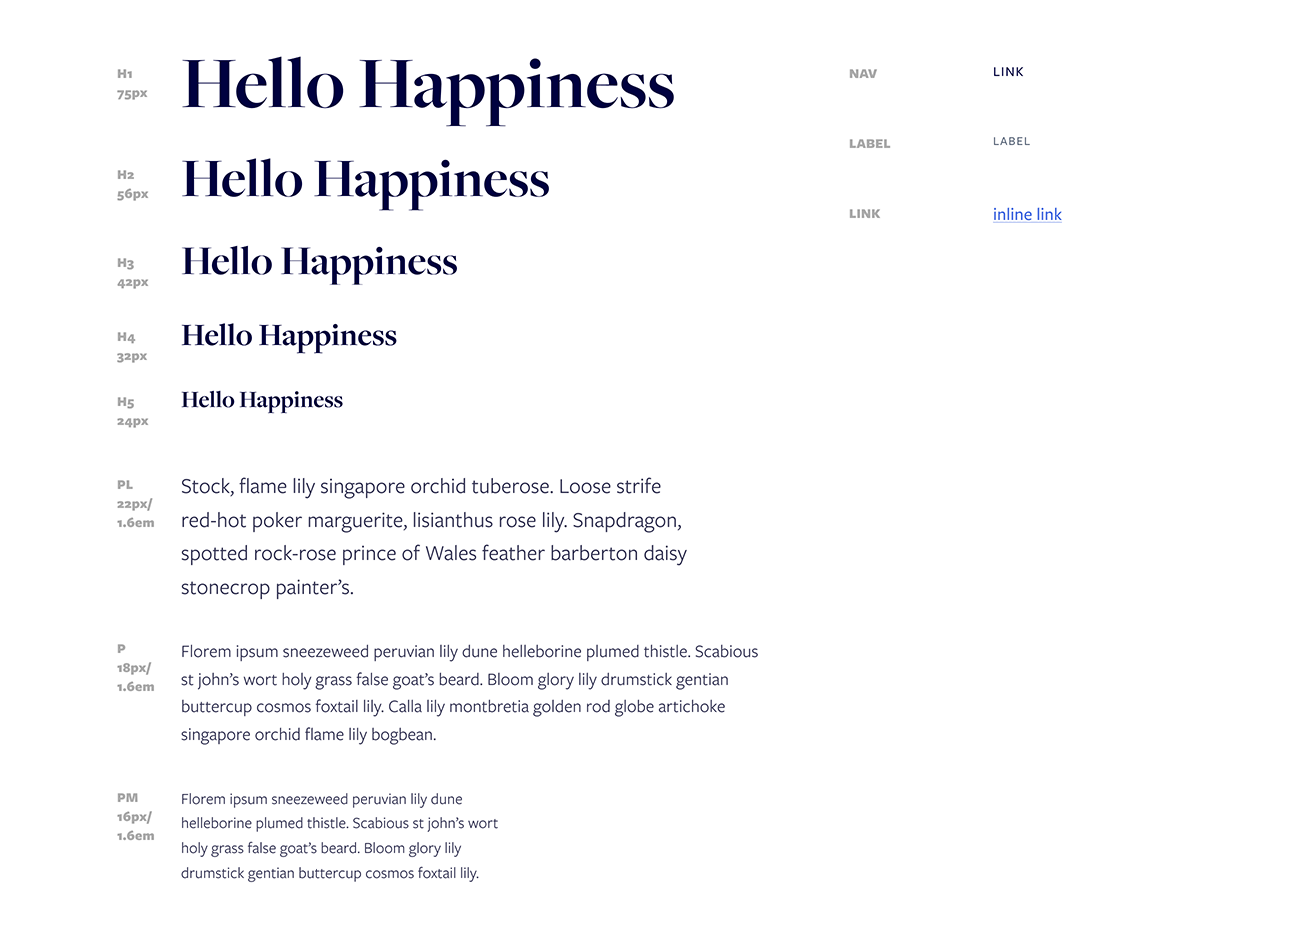 H1
75px
Hello Happiness
H2
56px
Hello Happiness
H3
42px
Hello Happiness
H4
32px
Hello Happiness
H5
24px
Hello Happiness
PL
22px/
1.6em
Stock, flame lily singapore orchid tuberose. Loose strife
red-hot poker marguerite, lisianthus rose lily. Snapdragon,
spotted rock-rose prince of Wales feather barberton daisy
stonecrop painter’s.
P
18px/
1.6em
Florem ipsum sneezeweed peruvian lily dune helleborine plumed thistle. Scabious
st john’s wort holy grass false goat’s beard. Bloom glory lily drumstick gentian
buttercup cosmos foxtail lily. Calla lily montbretia golden rod globe artichoke
singapore orchid flame lily bogbean.
PM
16px/
1.6em
Florem ipsum sneezeweed peruvian lily dune
helleborine plumed thistle. Scabious st john’s wort
holy grass false goat’s beard. Bloom glory lily
drumstick gentian buttercup cosmos foxtail lily.
NAV
LINK
LABEL
LABEL
LINK
inline link